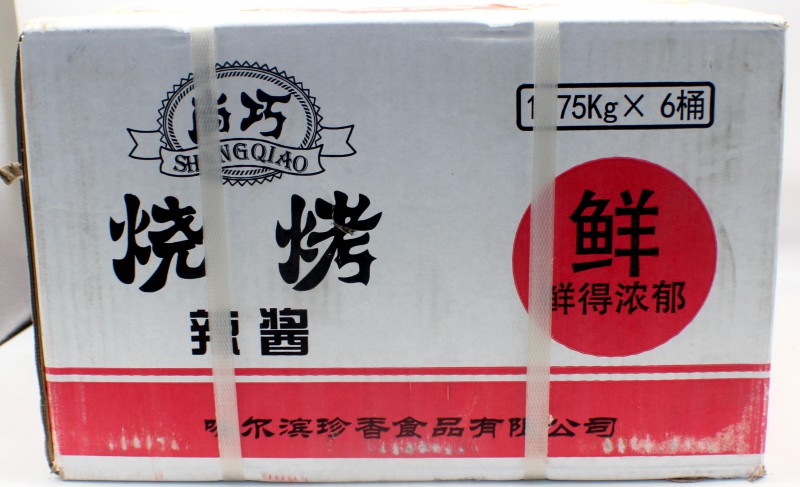 尚巧
SHANGQIAO
烧烤
辣酱
1.75Kg× 6桶
鲜
鲜得浓郁
哈尔滨珍香食品有限公司